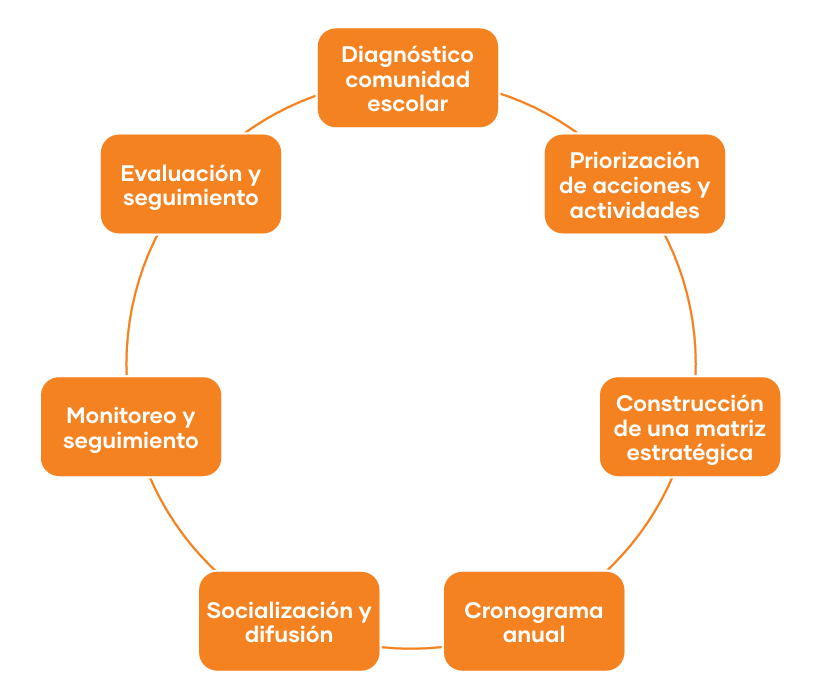 Diagnóstico
comunidad
escolar
Priorización
de acciones y
actividades
Construcción
de una matriz
estratégica
Cronograma
anual
Socialización y
difusión
Monitoreo y
seguimiento
Evaluación y
seguimiento